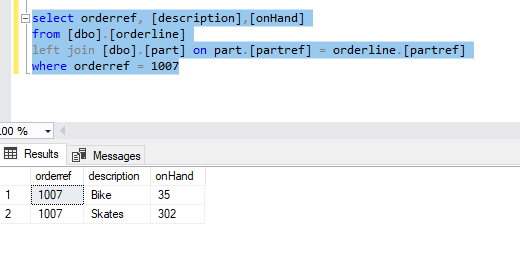 select orderref, [description],[onHand]
from [dbo].[orderline]
left join [dbo].[part] on part.[partref] = orderline.[partref]
where orderref = 1007
.00 %
Results Messages
orderref description onHand
1 1007 Bike 35
2 1007 Skates 302